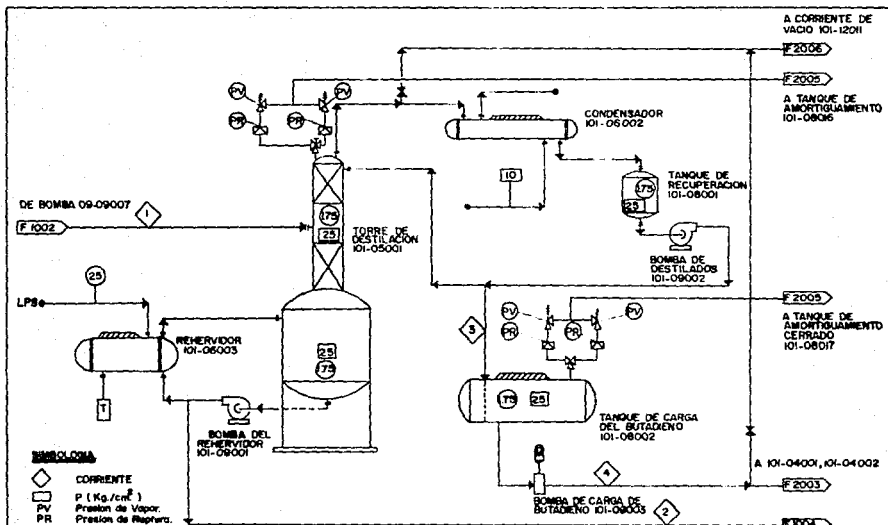 A CORRIENTE DE
VACIO 101-12011
F 2006
F 2005
A TANQUE DE
AMORTIGUAMIENTO
101-08016
PV
PV
PR
PR
CONDENSADOR
101-06002
10
TANQUE DE
RECUPERACION
101-08001
175
25
DE BOMBA 09-09007
1
F 1002
175
25
TORRE DE
DESTILACION
101-05001
BOMBA DE
DESTILADOS
101-09002
25
LPS
REHERVIDOR
101-06003
T
25
175
BOMBA DEL
REHERVIDOR
101-09001
3
PV
PV
PR
PR
F 2005
A TANQUE DE
AMORTIGUAMIENTO
CERRADO
101-08017
175
25
TANQUE DE CARGA
DEL BUTADIENO
101-08002
A 101-04001, 101-04002
4
F 2003
BOMBA DE CARGA DE
BUTADIENO 101-09003
2
SIMBOLOGIA
CORRIENTE
P (Kg./cm²)
PV Presion de Vapor.
PR Presion de Ruptura.